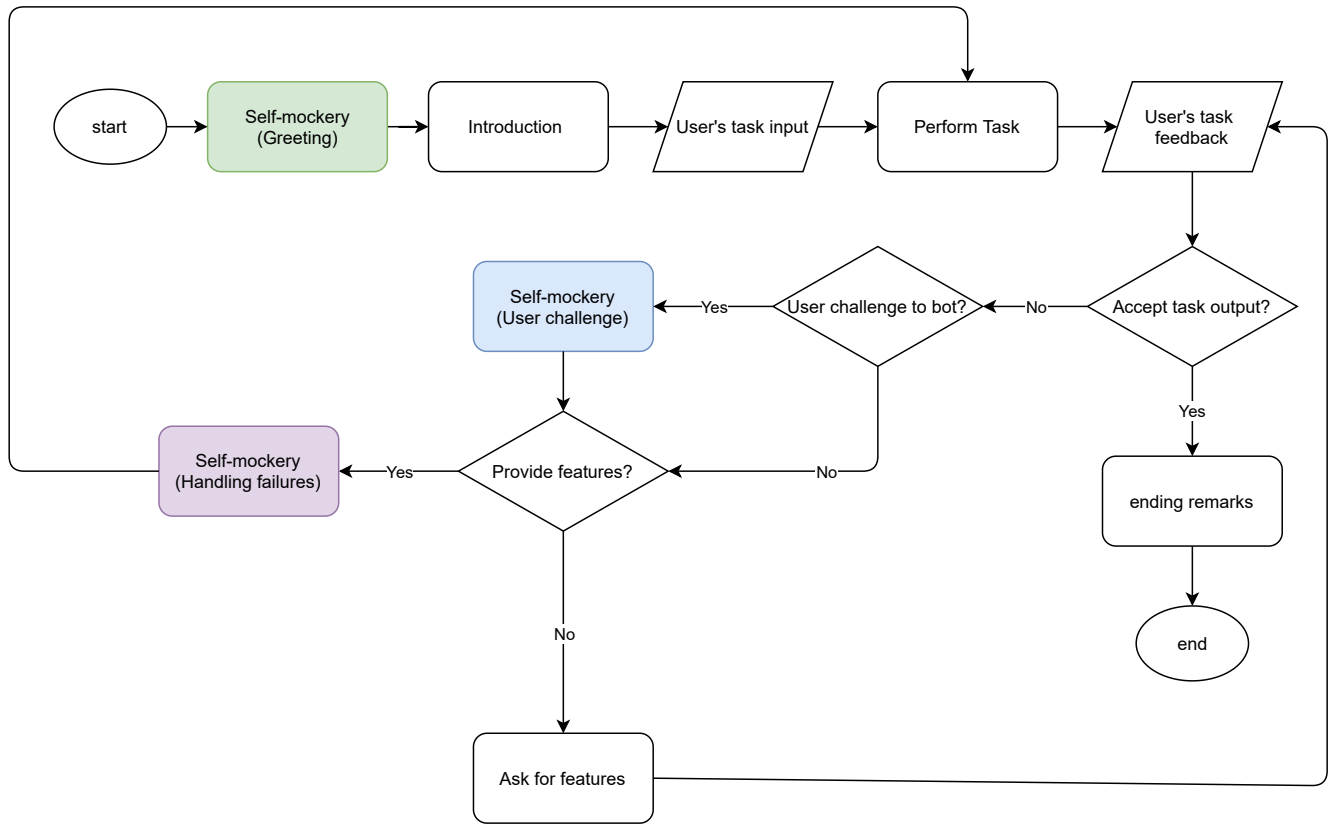 start
Self-mockery
(Greeting)
Introduction
User's task input
Perform Task
User's task
feedback
Self-mockery
(User challenge)
Yes
User challenge to bot?
No
Accept task output?
Yes
Self-mockery
(Handling failures)
Yes
Provide features?
No
ending remarks
No
end
Ask for features